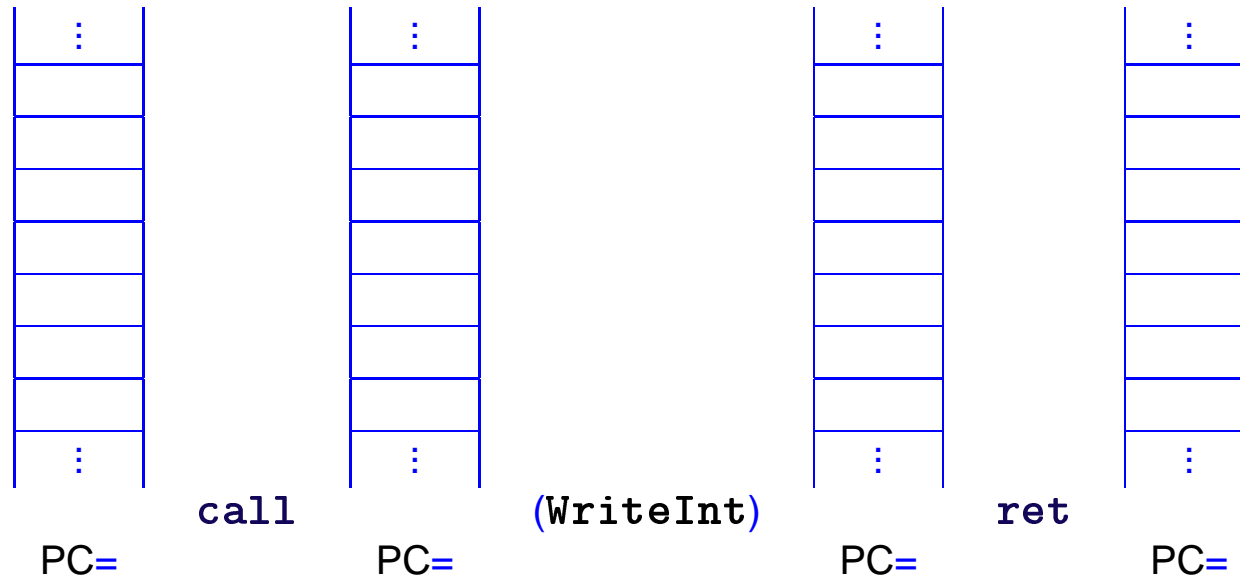 ⋮ ⋮ ⋮ ⋮
⋮ ⋮ ⋮ ⋮
call (WriteInt) ret
PC= PC= PC= PC=